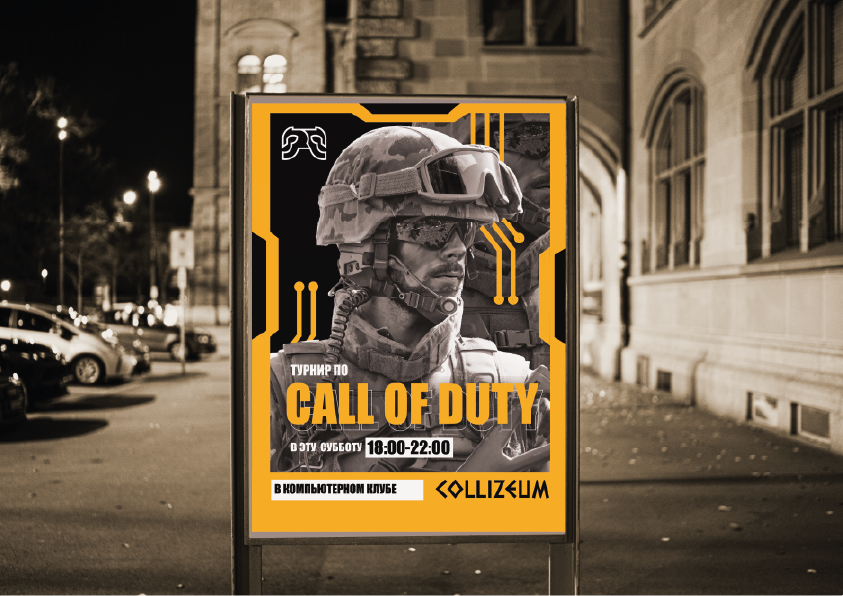 ТУРНИР ПО
CALL OF DUTY
В ЭТУ СУББОТУ 18:00-22:00
В КОМПЬЮТЕРНОМ КЛУБЕ
COLLIZEUM